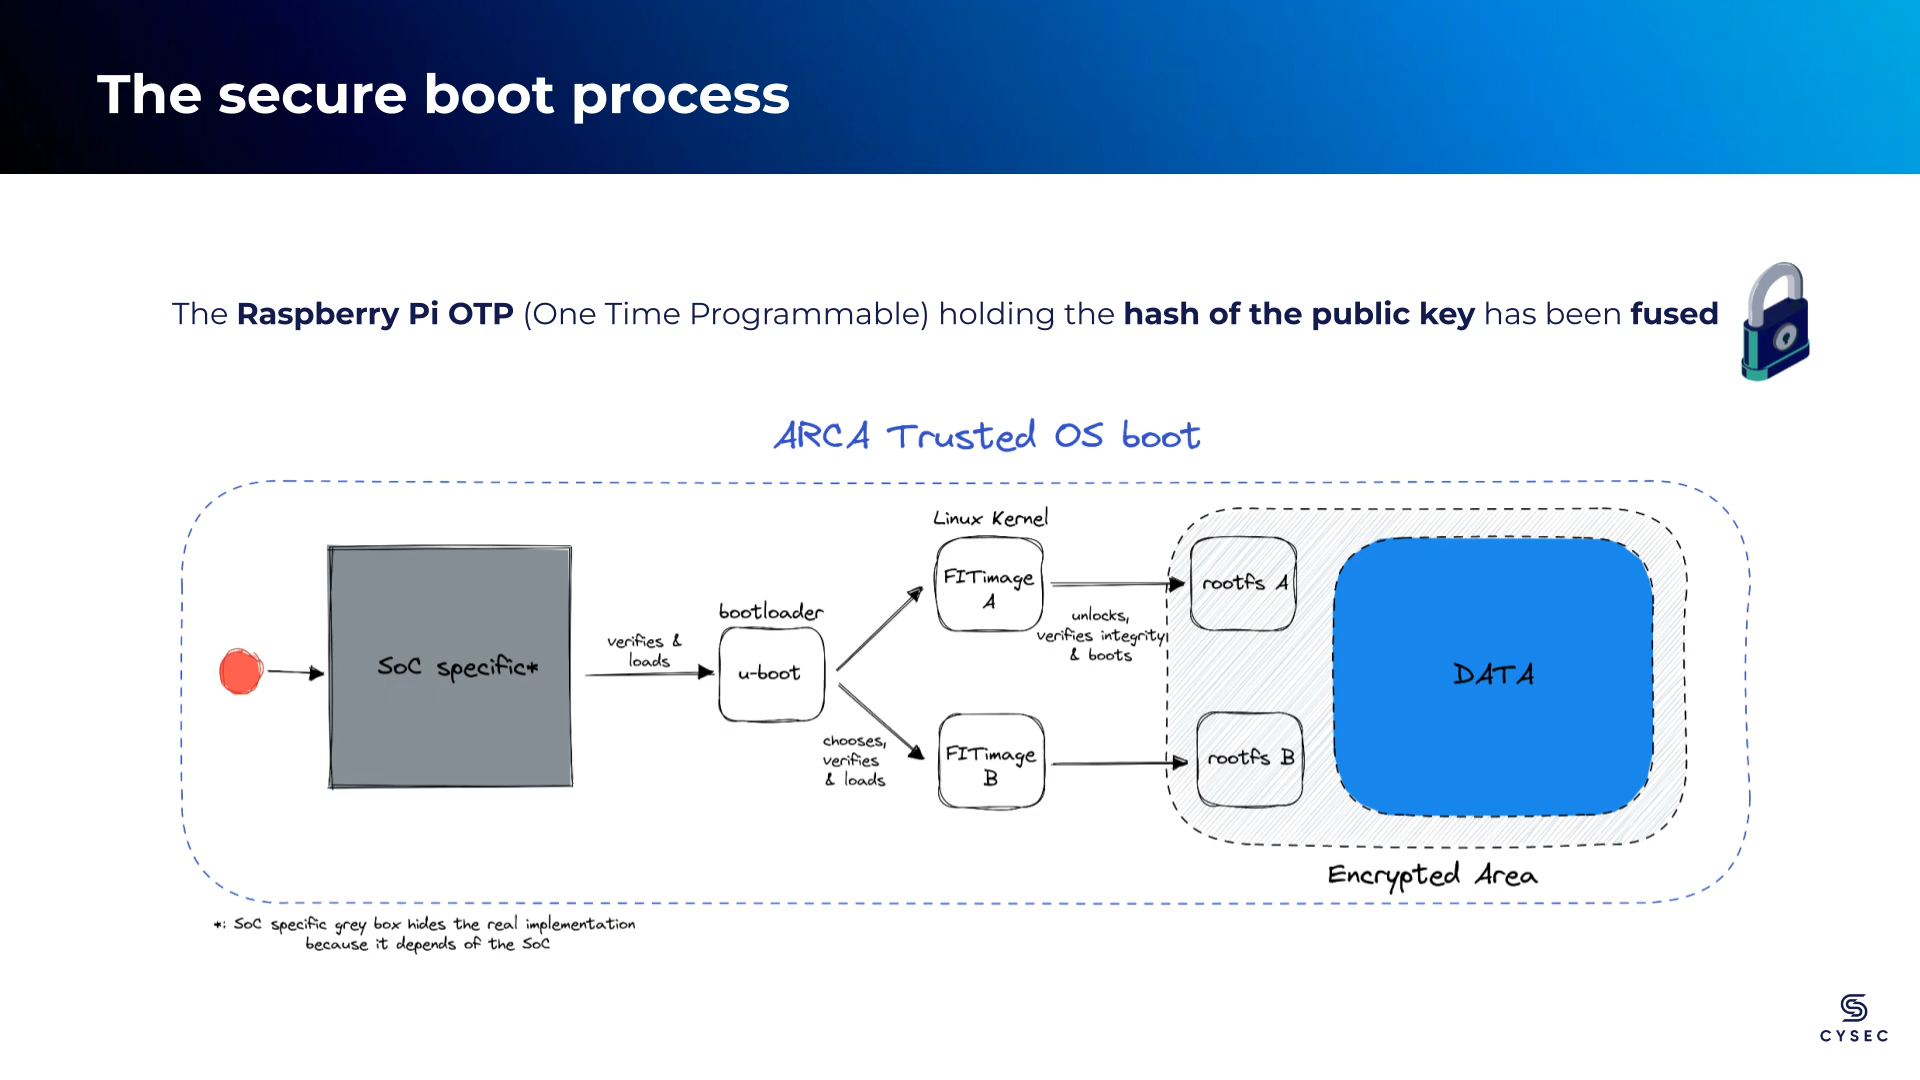 The secure boot process
The Raspberry Pi OTP (One Time Programmable) holding the hash of the public key has been fused
ARCA Trusted OS boot
SoC specific*
verifies &
loads
bootloader
u-boot
chooses,
verifies
& loads
Linux Kernel
FITimage
A
FITimage
B
unlocks,
verifies integrity
& boots
rootfs A
rootfs B
DATA
Encrypted Area
*: SoC specific grey box hides the real implementation
because it depends of the SoC
CYSEC